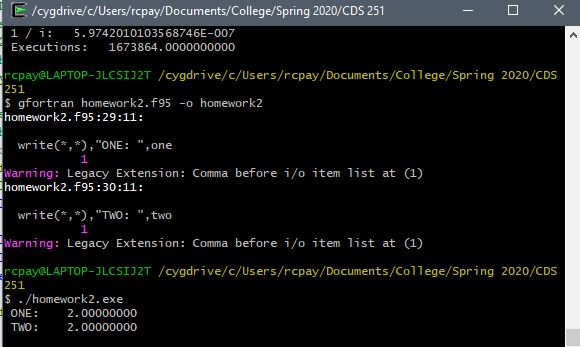 /cygdrive/c/Users/rcpay/Documents/College/Spring 2020/CDS 251
1 / i:   5.9742010103568746E-007
Executions:   1673864.0000000000
rcpay@LAPTOP-JLCSIJ2T /cygdrive/c/Users/rcpay/Documents/College/Spring 2020/CDS
251
$ gfortran homework2.f95 -o homework2
homework2.f95:29:11:
write(*,*),"ONE: ",one
1
Warning: Legacy Extension: Comma before i/o item list at (1)
homework2.f95:30:11:
write(*,*),"TWO: ",two
1
Warning: Legacy Extension: Comma before i/o item list at (1)
rcpay@LAPTOP-JLCSIJ2T /cygdrive/c/Users/rcpay/Documents/College/Spring 2020/CDS
251
$ ./homework2.exe
ONE:    2.00000000
TWO:    2.00000000